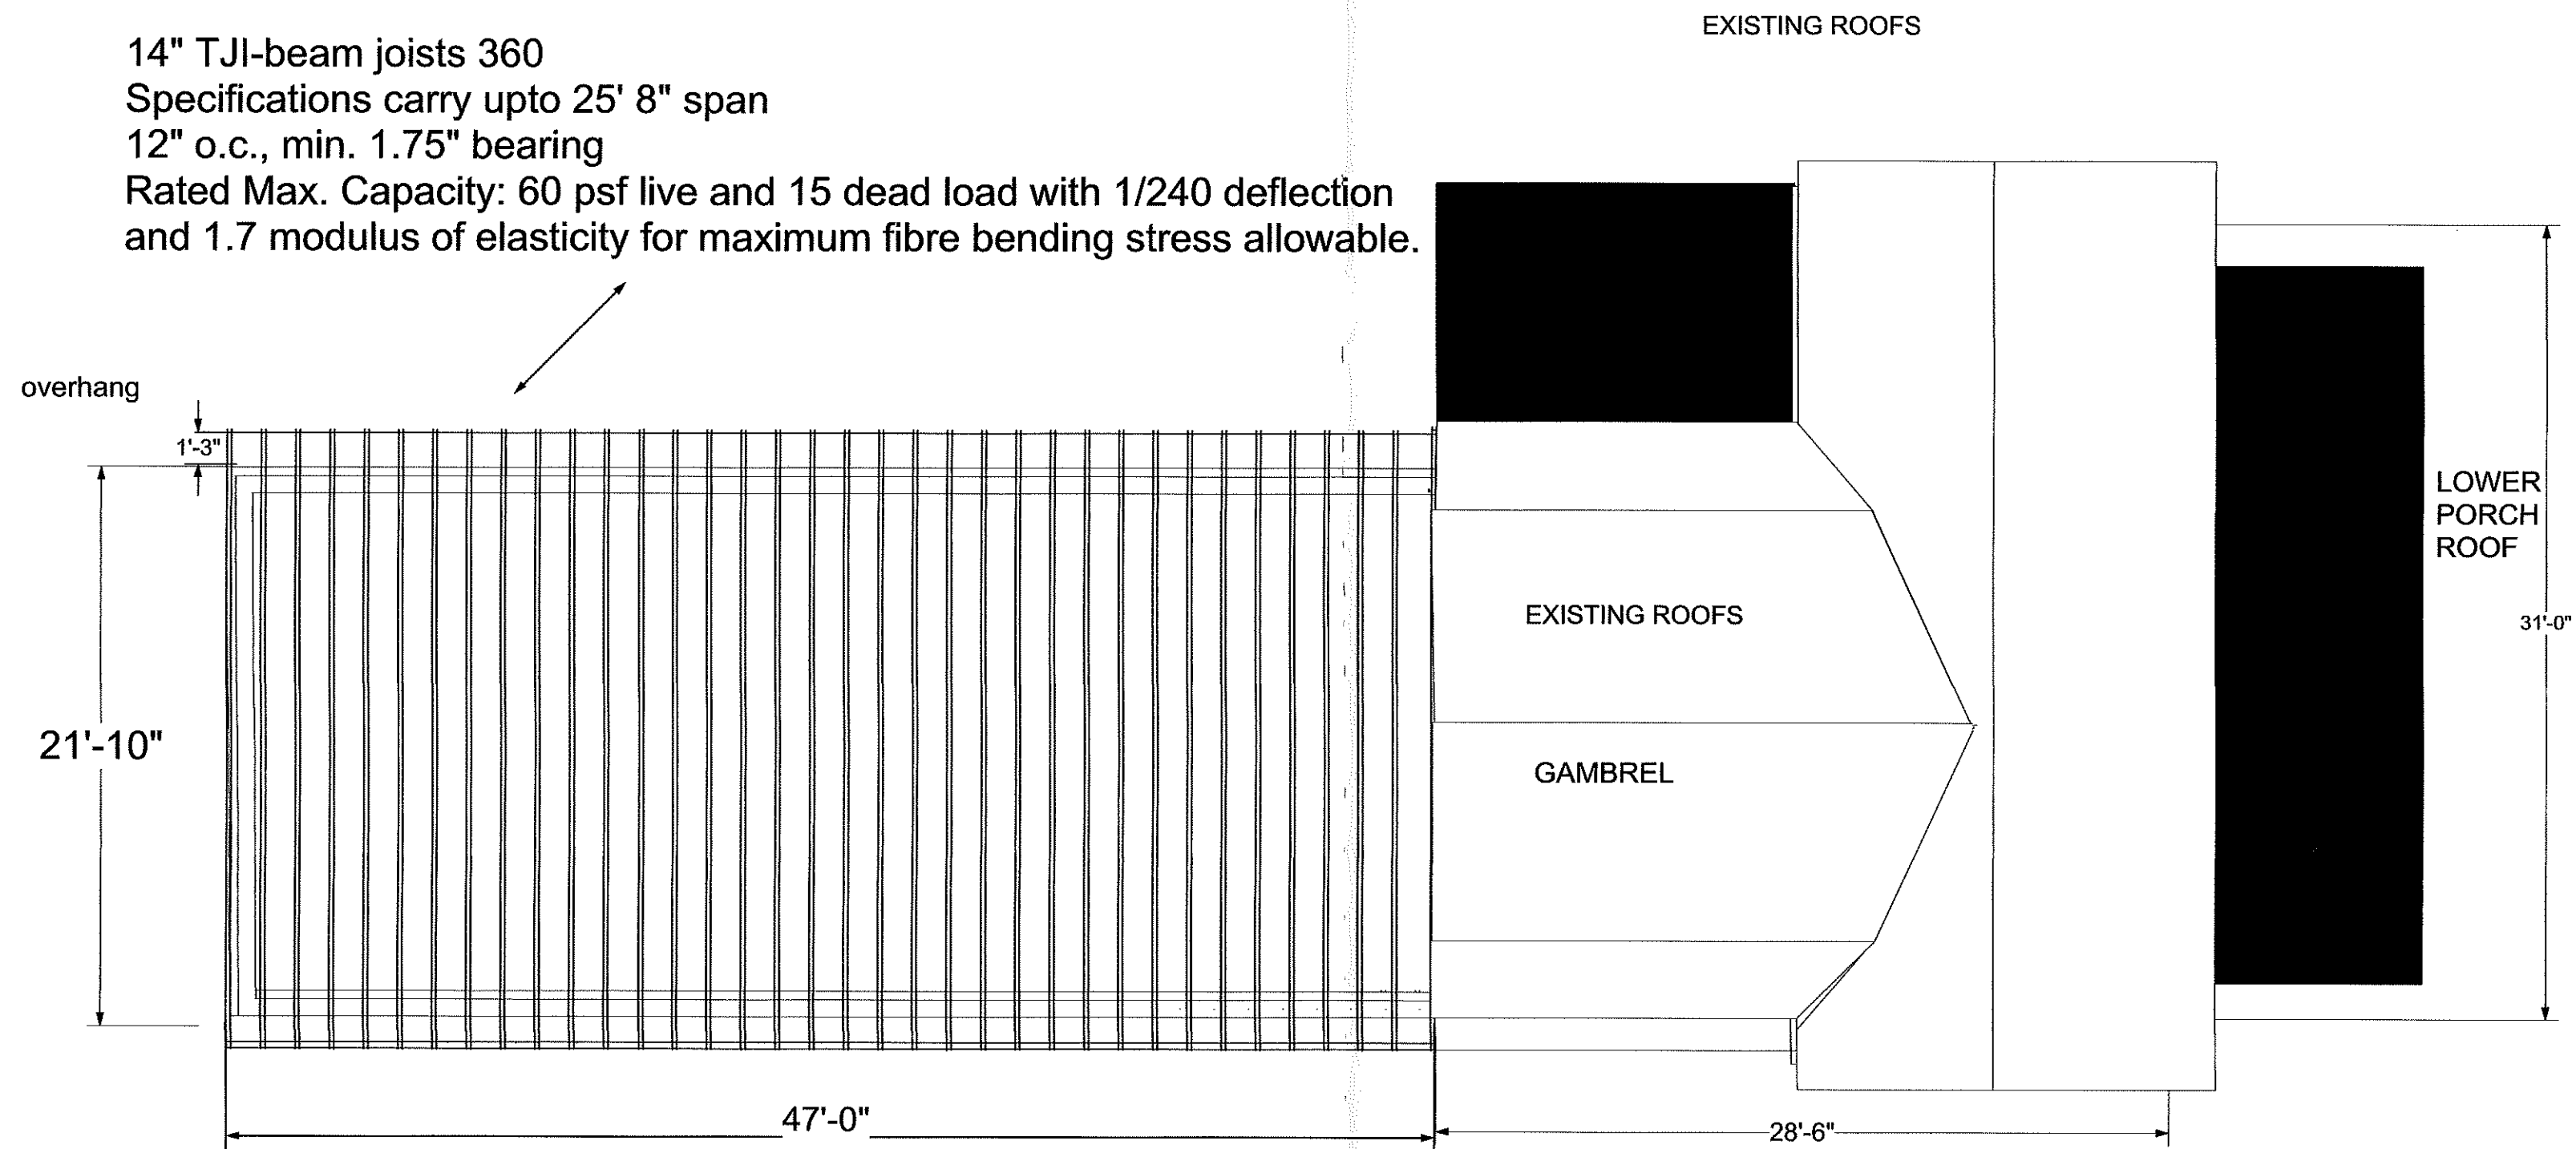 EXISTING ROOFS
14" TJI-beam joists 360
Specifications carry upto 25' 8" span
12" o.c., min. 1.75" bearing
Rated Max. Capacity: 60 psf live and 15 dead load with 1/240 deflection
and 1.7 modulus of elasticity for maximum fibre bending stress allowable.
overhang
1'-3"
LOWER
PORCH
ROOF
EXISTING ROOFS
31'-0"
21'-10"
GAMBREL
47'-0"
28'-6"